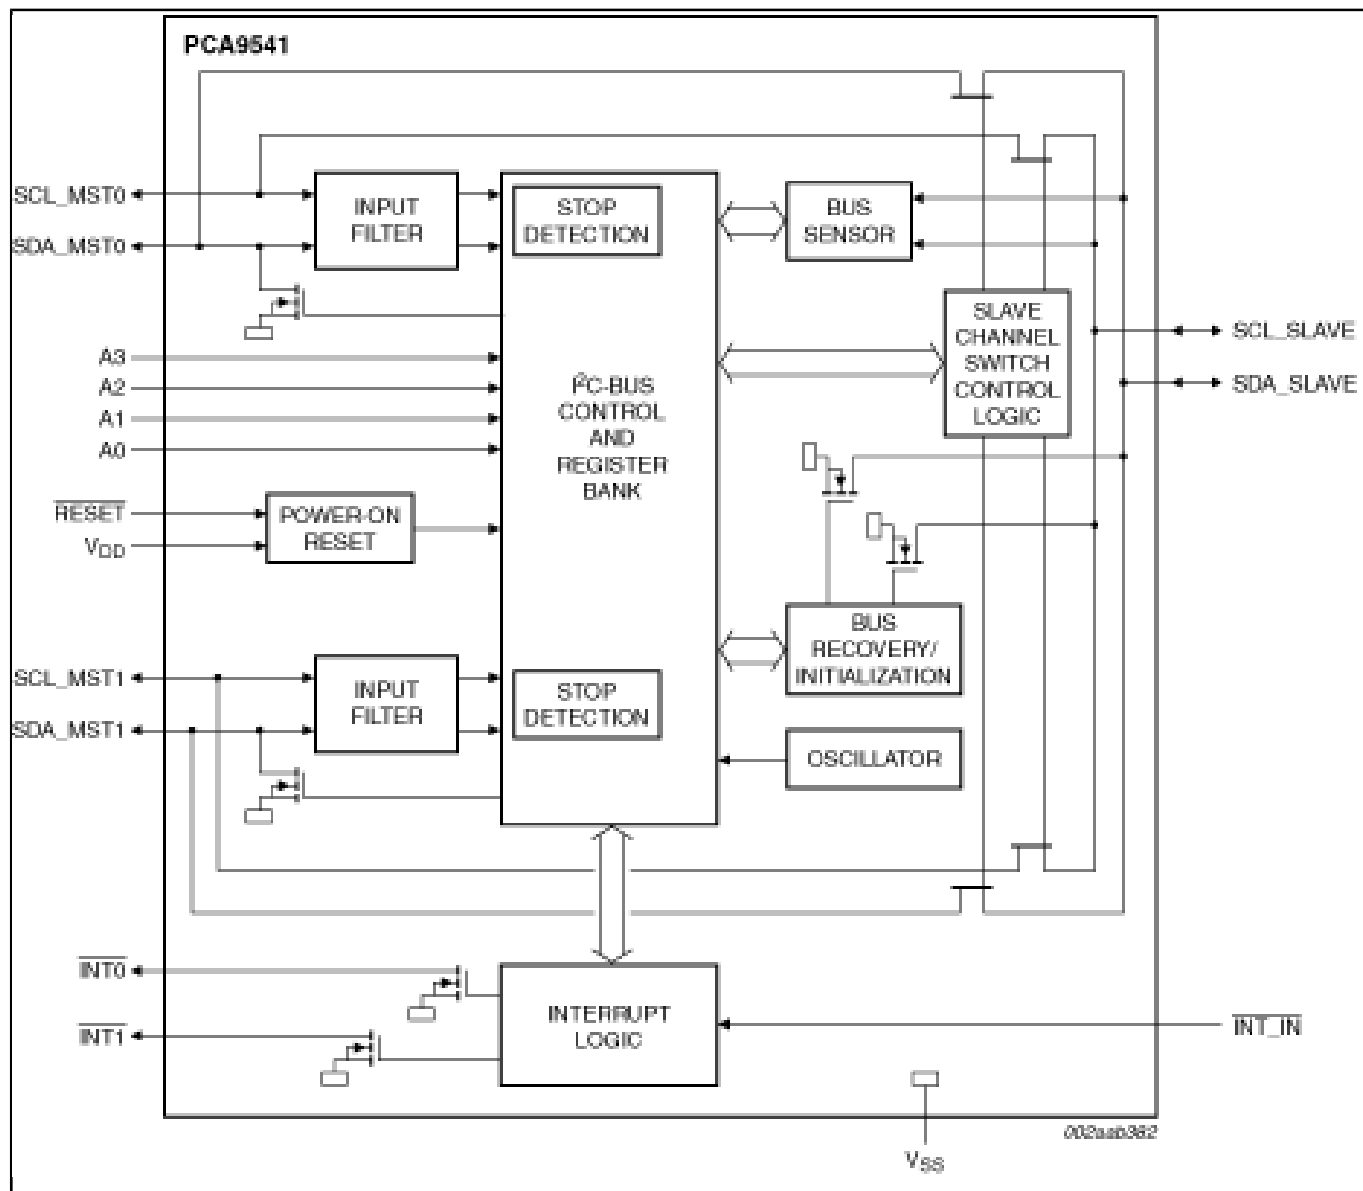 PCA9541
SCL_MST0
SDA_MST0
INPUT
FILTER
STOP
DETECTION
BUS
SENSOR
A3
A2
A1
A0
SLAVE
CHANNEL
SWITCH
CONTROL
LOGIC
SCL_SLAVE
SDA_SLAVE
I²C-BUS
CONTROL
AND
REGISTER
BANK
RESET
VDD
POWER-ON
RESET
BUS
RECOVERY/
INITIALIZATION
SCL_MST1
SDA_MST1
INPUT
FILTER
STOP
DETECTION
OSCILLATOR
INT0
INT1
INTERRUPT
LOGIC
INT_IN
VSS
002aab382